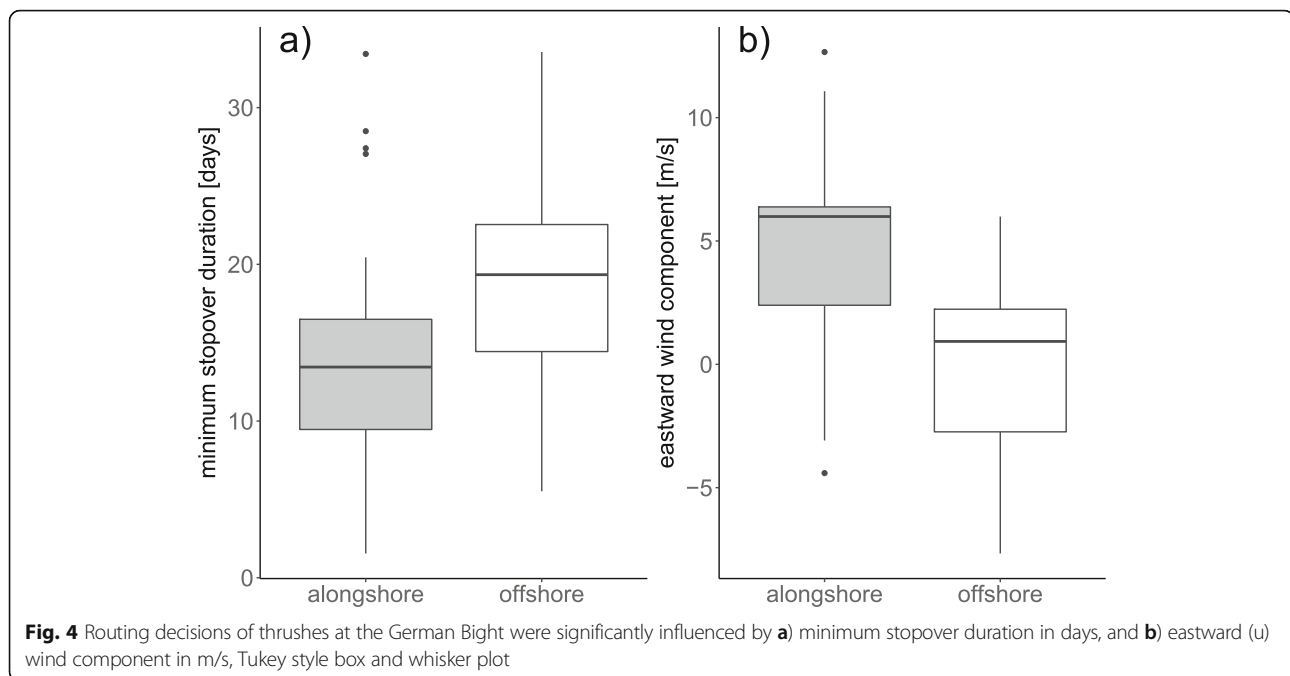 a)
minimum stopover duration [days]
30
20
10
0
alongshore
offshore
b)
eastward wind component [m/s]
10
5
0
−5
alongshore
offshore
Fig. 4 Routing decisions of thrushes at the German Bight were significantly influenced by a) minimum stopover duration in days, and b) eastward (u)
wind component in m/s, Tukey style box and whisker plot